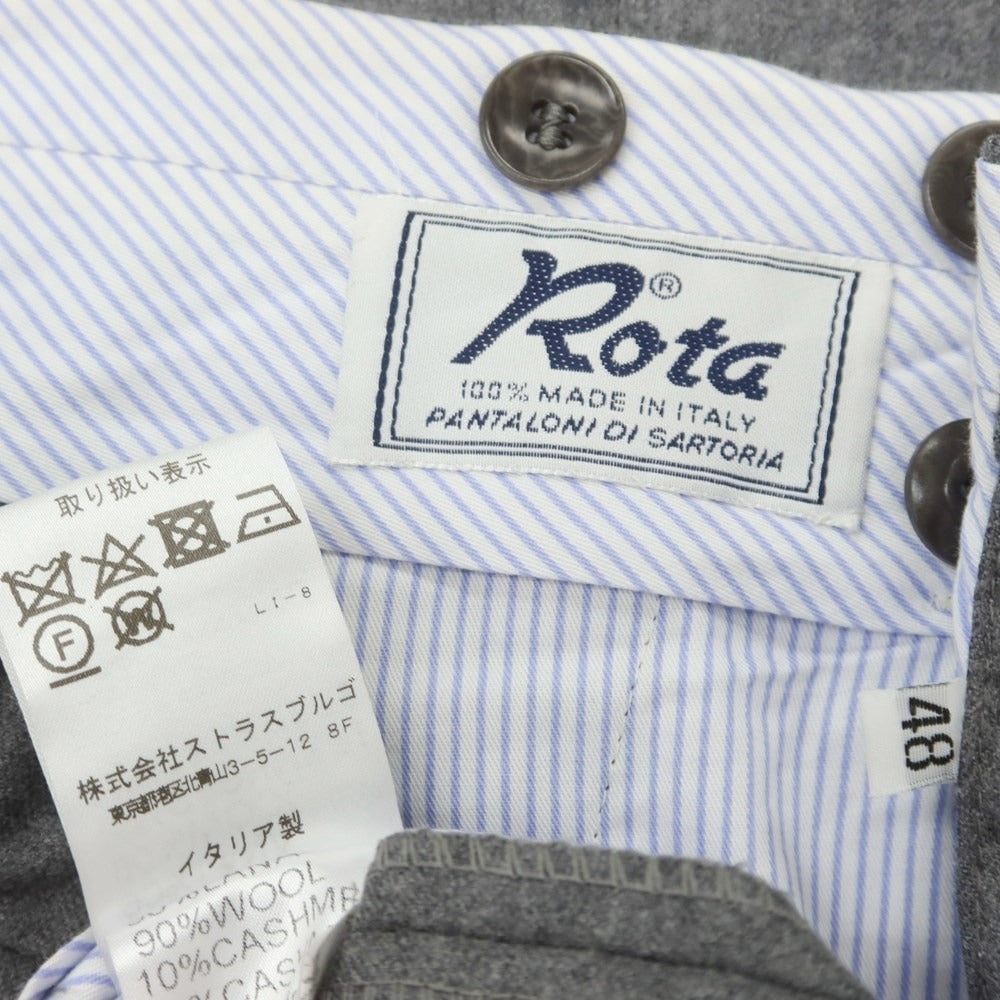 Rota®
100% MADE IN ITALY
PANTALONI DI SARTORIA
取り扱い表示
F
W
LI-8
株式会社ストラスブルゴ
東京都港区北青山3-5-12 8F
イタリア製
90%WOOL
10%CASHME
48